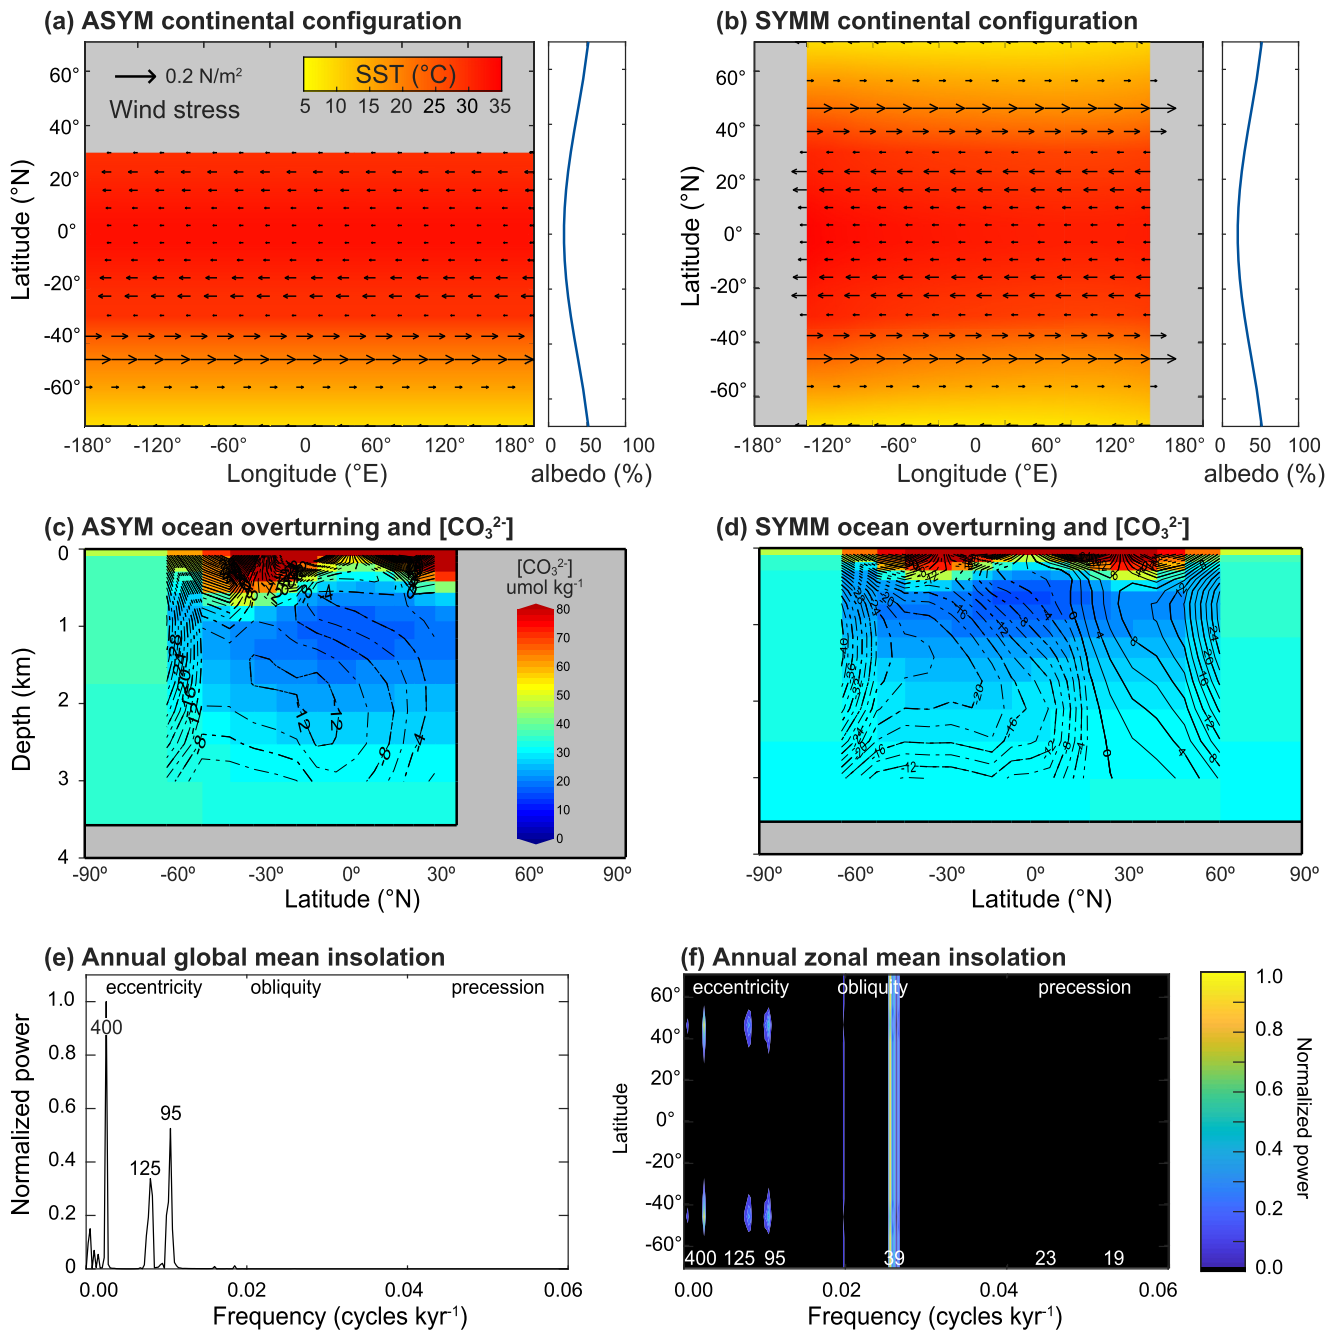 (a) ASYM continental configuration
(b) SYMM continental configuration
0.2 N/m²
Wind stress
SST (°C)
5 10 15 20 25 30 35
60°
40°
20°
0°
-20°
-40°
-60°
Latitude (°N)
-180° -120° -60° 0 60° 120° 180°
Longitude (°E)
0 50 100
albedo (%)
60°
40°
20°
0°
-20°
-40°
-60°
Latitude (°N)
-180° -120° -60° 0° 60° 120° 180°
Longitude (°E)
0 50 100
albedo (%)
(c) ASYM ocean overturning and [CO₃²⁻]
(d) SYMM ocean overturning and [CO₃²⁻]
0
1
2
3
4
Depth (km)
[CO₃²⁻]
umol kg⁻¹
80
70
60
50
40
30
20
10
0
-90° -60° -30° 0° 30° 60° 90°
Latitude (°N)
-90° -60° -30° 0° 30° 60° 90°
Latitude (°N)
(e) Annual global mean insolation
(f) Annual zonal mean insolation
eccentricity obliquity precession
1.0
0.8
0.6
0.4
0.2
0
Normalized power
400
125
95
0.00 0.02 0.04 0.06
Frequency (cycles kyr⁻¹)
eccentricity obliquity precession
60°
40°
20°
0°
-20°
-40°
-60°
Latitude
400 125 95 39 23 19
0.00 0.02 0.04 0.06
Frequency (cycles kyr⁻¹)
1.0
0.8
0.6
0.4
0.2
0.0
Normalized power